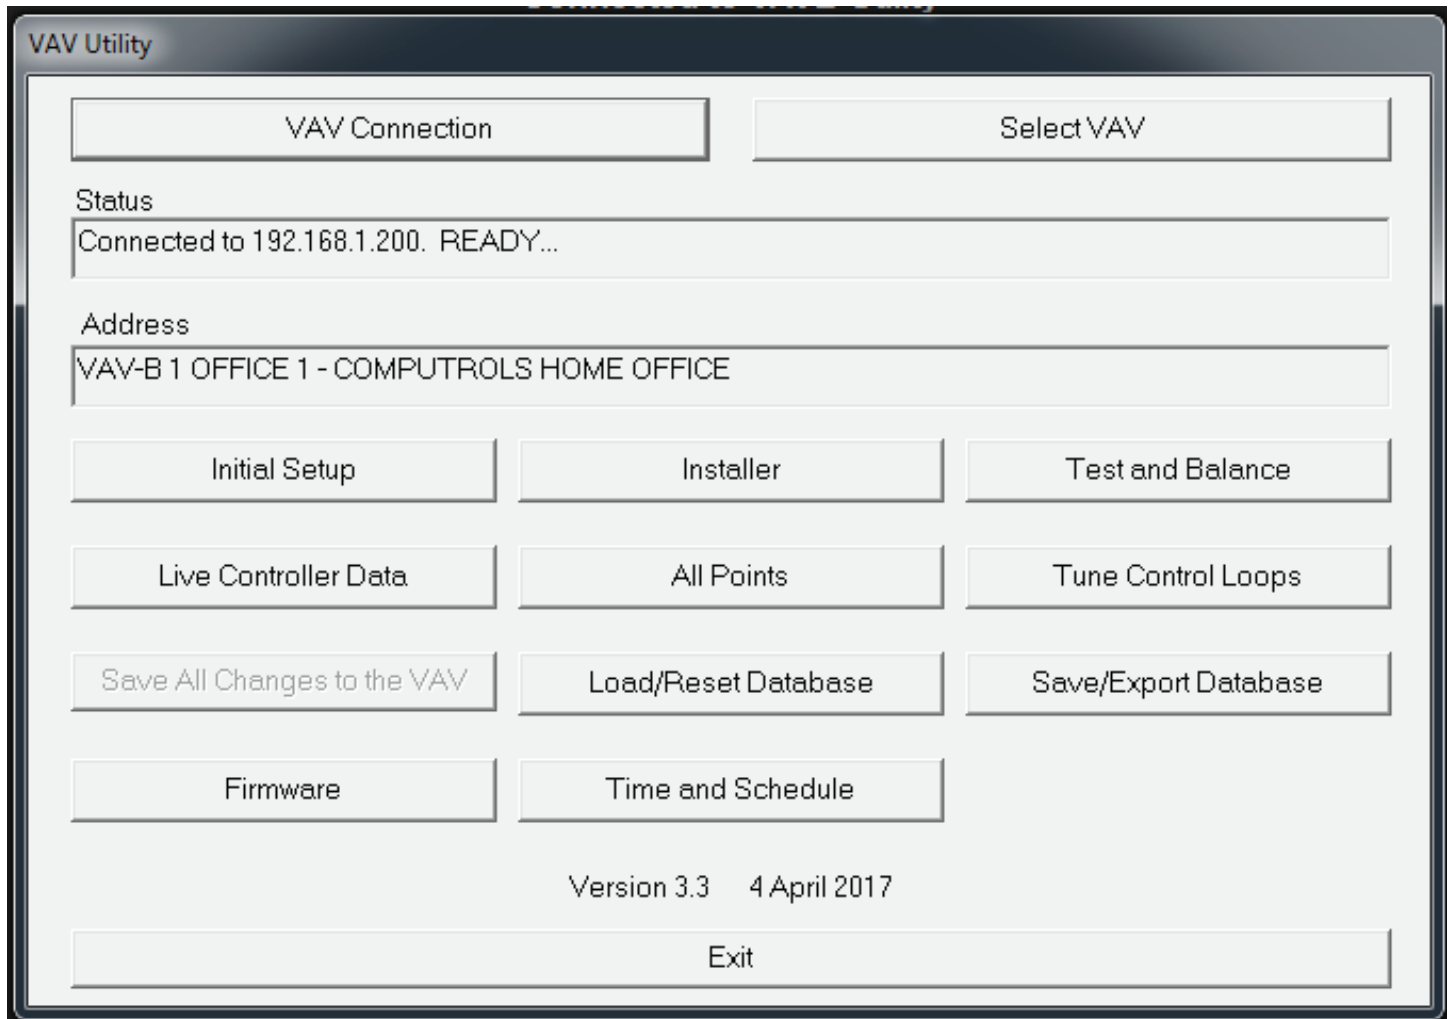 VAV Utility
VAV Connection
Select VAV
Status
Connected to 192.168.1.200.  READY...
Address
VAV-B 1 OFFICE 1 - COMPUTROLS HOME OFFICE
Initial Setup
Installer
Test and Balance
Live Controller Data
All Points
Tune Control Loops
Save All Changes to the VAV
Load/Reset Database
Save/Export Database
Firmware
Time and Schedule
Version 3.3    4 April 2017
Exit